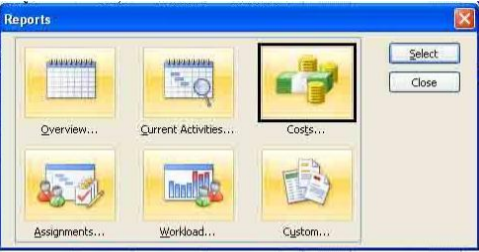 Reports
Select
Close
Overview...
Current Activities...
Costs...
Assignments...
Workload...
Custom...